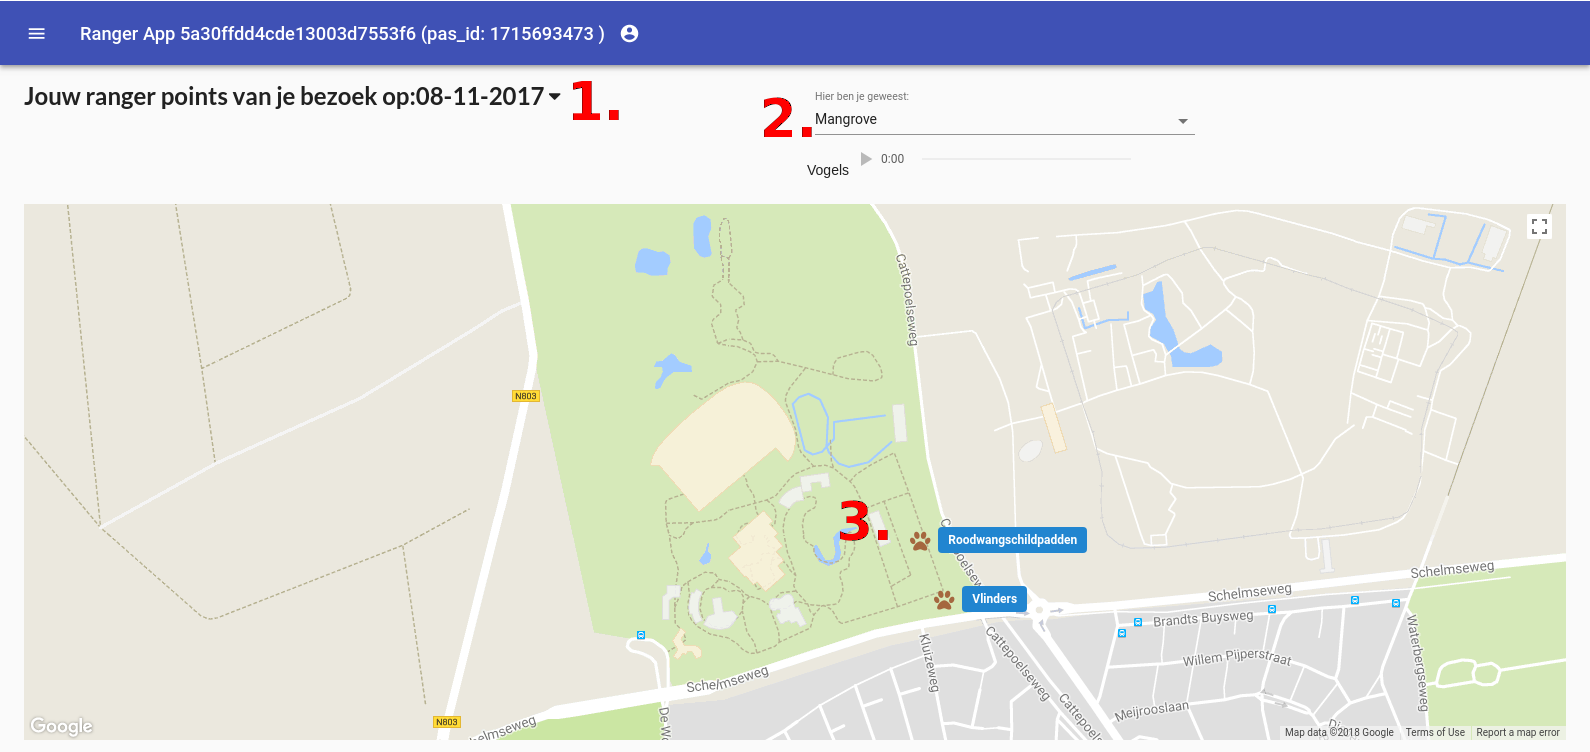 Ranger App 5a30ffdd4cde13003d7553f6 (pas_id: 1715693473 )
Jouw ranger points van je bezoek op:08-11-2017
1.
2.
Hier ben je geweest:
Mangrove
Vogels
0:00
Cattepoelseweg
N803
3.
Roodwangschildpadden
Vlinders
Schelmseweg
Schelmseweg
Brandts Buysweg
Willem Pijperstraat
Waterbergseweg
Kluizeweg
Cattepoelseweg
Schelmseweg
Meijrooslaan
N803
Google
Map data ©2018 Google
Terms of Use
Report a map error